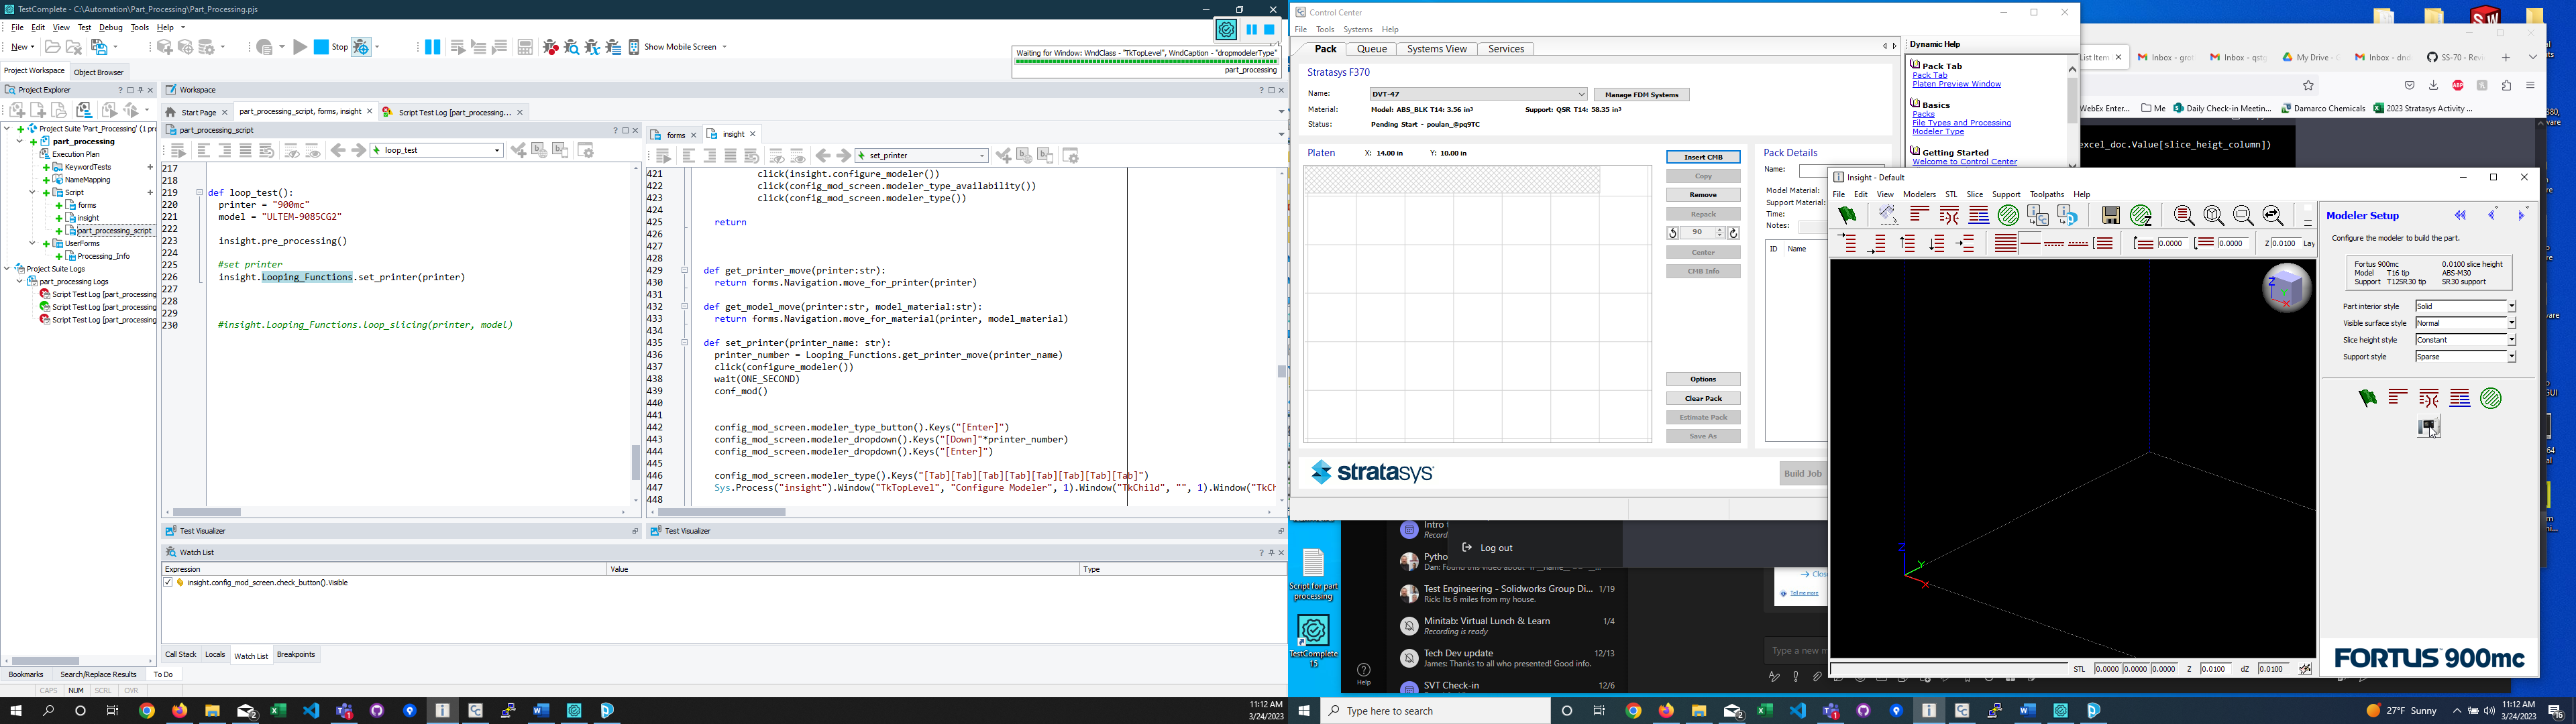 TestComplete - C:\Automation\Part_Processing\Part_Processing.pjs
File Edit View Test Debug Tools Help
New
Stop
Show Mobile Screen
Waiting for Window: WndClass - "TkTopLevel", WndCaption - "dropmodelerType"
part_processing
Project Workspace Object Browser
Project Explorer
Project Suite 'Part_Processing' (1 pr
part_processing
Execution Plan
KeywordTests
NameMapping
Script
forms
insight
part_processing_script
UserForms
Processing_Info
Project Suite Logs
part_processing Logs
Script Test Log [part_processing
Script Test Log [part_processing
Script Test Log [part_processing
Bookmarks Search/Replace Results To Do
CAPS NUM SCRL OVR
Workspace
Start Page part_processing_script, forms, insight Script Test Log [part_processing...
part_processing_script
loop_test
217
218
219 def loop_test():
220 printer = "900mc"
221 model = "ULTEM-9085CG2"
222
223 insight.pre_processing()
224
225 #set printer
226 insight.Looping_Functions.set_printer(printer)
227
228
229
230 #insight.Looping_Functions.loop_slicing(printer, model)
Test Visualizer
forms insight
set_printer
421 click(insight.configure_modeler())
422 click(config_mod_screen.modeler_type_availability())
423 click(config_mod_screen.modeler_type())
424
425 return
426
427
428
429 def get_printer_move(printer:str):
430 return forms.Navigation.move_for_printer(printer)
431
432 def get_model_move(printer:str, model_material:str):
433 return forms.Navigation.move_for_material(printer, model_material)
434
435 def set_printer(printer_name: str):
436 printer_number = Looping_Functions.get_printer_move(printer_name)
437 click(configure_modeler())
438 wait(ONE_SECOND)
439 conf_mod()
440
441
442 config_mod_screen.modeler_type_button().Keys("[Enter]")
443 config_mod_screen.modeler_dropdown().Keys("[Down]"*printer_number)
444 config_mod_screen.modeler_dropdown().Keys("[Enter]")
445
446 config_mod_screen.modeler_type().Keys("[Tab][Tab][Tab][Tab][Tab][Tab][Tab][Tab]")
447 Sys.Process("insight").Window("TkTopLevel", "Configure Modeler", 1).Window("TkChild", "", 1).Window("TkCh
448
Test Visualizer
Watch List
Expression Value Type
insight.config_mod_screen.check_button().Visible
Call Stack Locals Watch List Breakpoints
11:12 AM
3/24/2023
Control Center
File Tools Systems Help
Pack Queue Systems View Services
Stratasys F370
Name: DVT-47 Manage FDM Systems
Material: Model: ABS_BLK T14: 3.56 in³ Support: QSR T14: 58.35 in³
Status: Pending Start - poulan_@pq9TC
Platen X: 14.00 in Y: 10.00 in
Insert CMB
Copy
Remove
Repack
90
Center
CMB Info
Options
Clear Pack
Estimate Pack
Save As
Pack Details
Name:
Model Material:
Support Material:
Time:
Notes:
ID Name
stratasys
Build Job
Dynamic Help
Pack Tab
Pack Tab
Platen Preview Window
Basics
Packs
File Types and Processing
Modeler Type
Getting Started
Welcome to Control Center
List Item Inbox - gro Inbox - qstg My Drive - Inbox - dnd SS-70 - Rev
WebEx Enter... Me Daily Check-in Meetin... Damarco Chemicals 2023 Stratasys Activity ...
excel_doc.Value[slice_heigt_column])
Insight - Default
File Edit View Modelers STL Slice Support Toolpaths Help
0.0000 0.0000 Z 0.0100 Lay
Modeler Setup
Configure the modeler to build the part.
Fortus 900mc 0.0100 slice height
Model T16 tip ABS-M30
Support T12SR30 tip SR30 support
Part interior style Solid
Visible surface style Normal
Slice height style Constant
Support style Sparse
FORTUS 900mc
Z
Y
X
STL 0.0000 0.0000 0.0000 Z 0.0100 dZ 0.0100
Script for part processing
TestComplete 15
Log out
Help
Test Engineering - Solidworks Group Di... 1/19
Rick: Its 6 miles from my house.
Minitab: Virtual Lunch & Learn 1/4
Recording is ready
Tech Dev update 12/13
James: Thanks to all who presented! Good info.
SVT Check-in 12/6
Tell me more
Type a new m
Type here to search
27°F Sunny
11:12 AM
3/24/2023